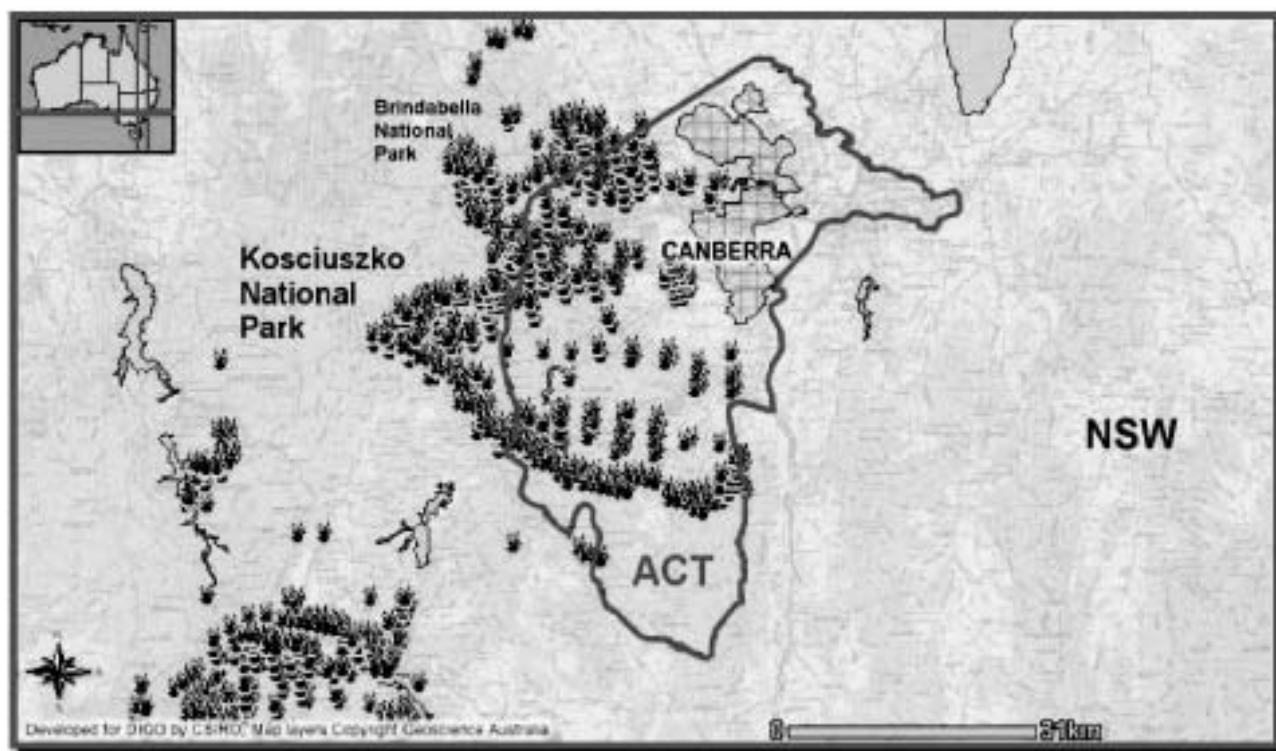 Brindabella
National
Park
Kosciuszko
National
Park
CANBERRA
NSW
ACT
Developed for DIGO by CSIRO, Map layers Copyright Geoscience Australia
0 31km